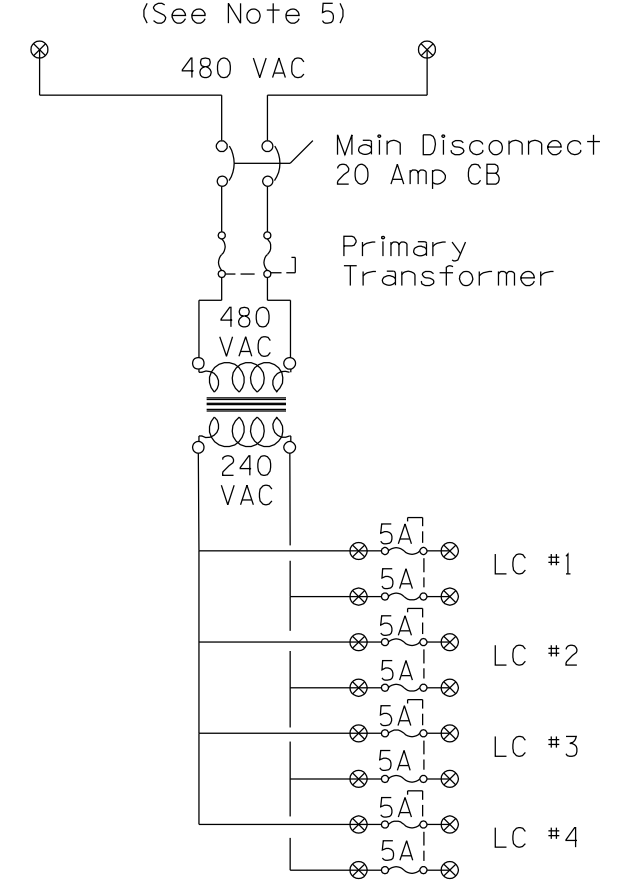 (See Note 5)
480 VAC
Main Disconnect
20 Amp CB
Primary
Transformer
480
VAC
240
VAC
5A
LC #1
5A
5A
LC #2
5A
5A
LC #3
5A
5A
LC #4
5A